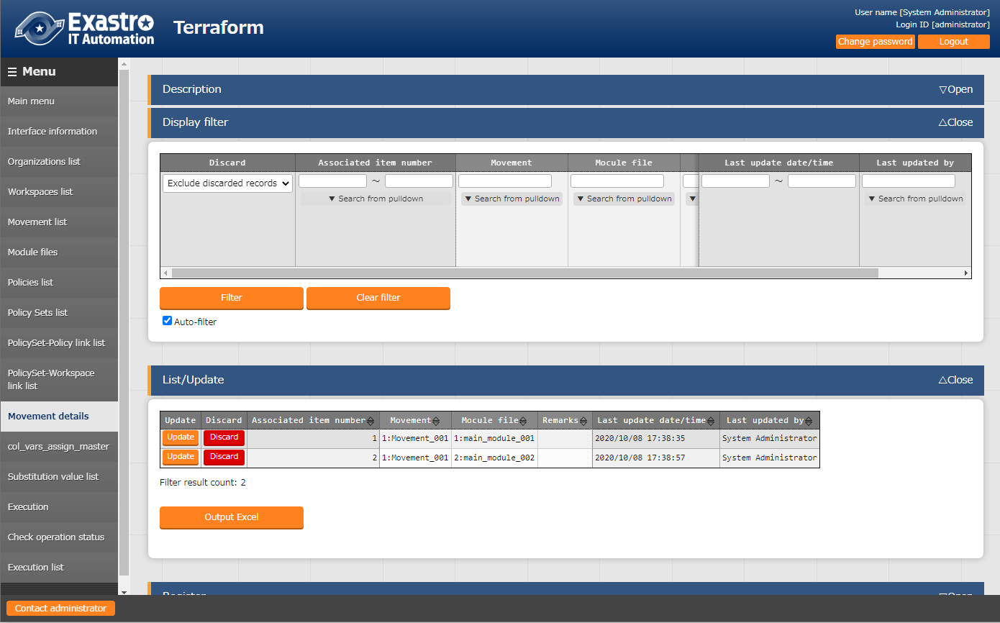 Exastro
IT Automation
Terraform
User name [System Administrator]
Login ID [administrator]
Change password
Logout
☰ Menu
Main menu
Interface information
Organizations list
Workspaces list
Movement list
Module files
Policies list
Policy Sets list
PolicySet-Policy link list
PolicySet-Workspace
link list
Movement details
col_vars_assign_master
Substitution value list
Execution
Check operation status
Execution list
Contact administrator
Description ▽Open
Display filter △Close
Discard Associated item number Movement Mocule file Last update date/time Last updated by
Exclude discarded records ~ ~
▼ Search from pulldown ▼ Search from pulldown ▼ Search from pulldown ▼ ▼ Search from pulldown
Filter Clear filter
Auto-filter
List/Update △Close
Update Discard Associated item number Movement Mocule file Remarks Last update date/time Last updated by
Update Discard 1 1:Movement_001 1:main_module_001 2020/10/08 17:38:35 System Administrator
Update Discard 2 1:Movement_001 2:main_module_002 2020/10/08 17:38:57 System Administrator
Filter result count: 2
Output Excel
Register ▽Open